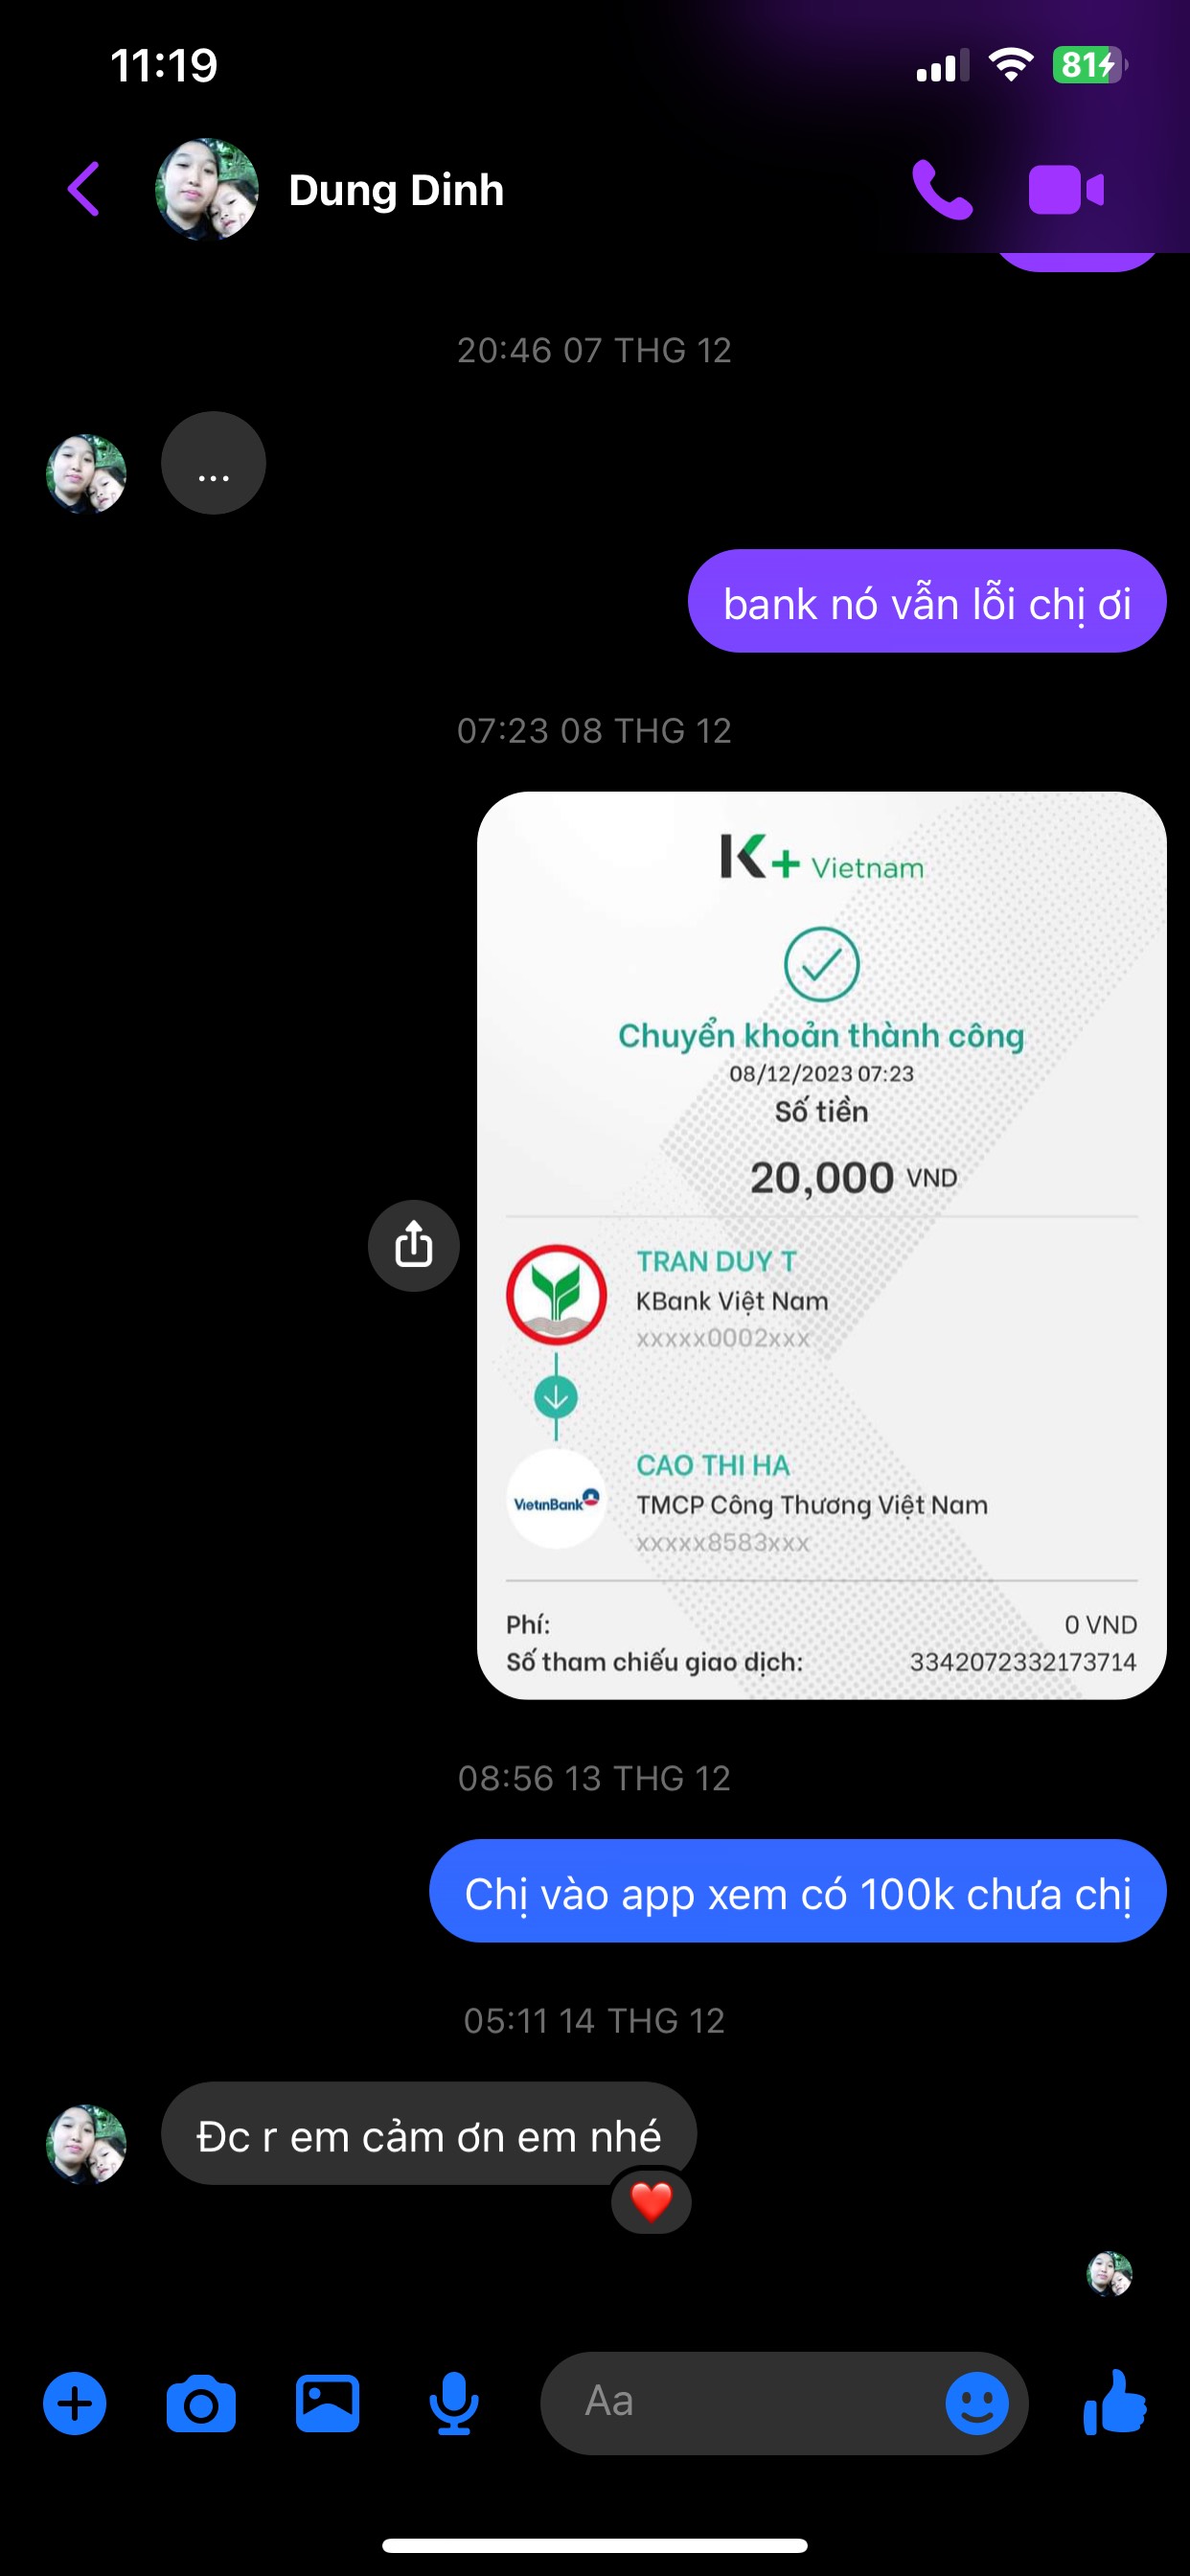 11:19
81
Dung Dinh
20:46 07 THG 12
...
bank nó vẫn lỗi chị ơi
07:23 08 THG 12
K+ Vietnam
Chuyển khoản thành công
08/12/2023 07:23
Số tiền
20,000 VND
TRAN DUY T
KBank Việt Nam
xxxxx0002xxx
CAO THI HA
VietinBank
TMCP Công Thương Việt Nam
xxxxx8583xxx
Phí: 0 VND
Số tham chiếu giao dịch: 3342072332173714
08:56 13 THG 12
Chị vào app xem có 100k chưa chị
05:11 14 THG 12
Đc r em cảm ơn em nhé
Aa